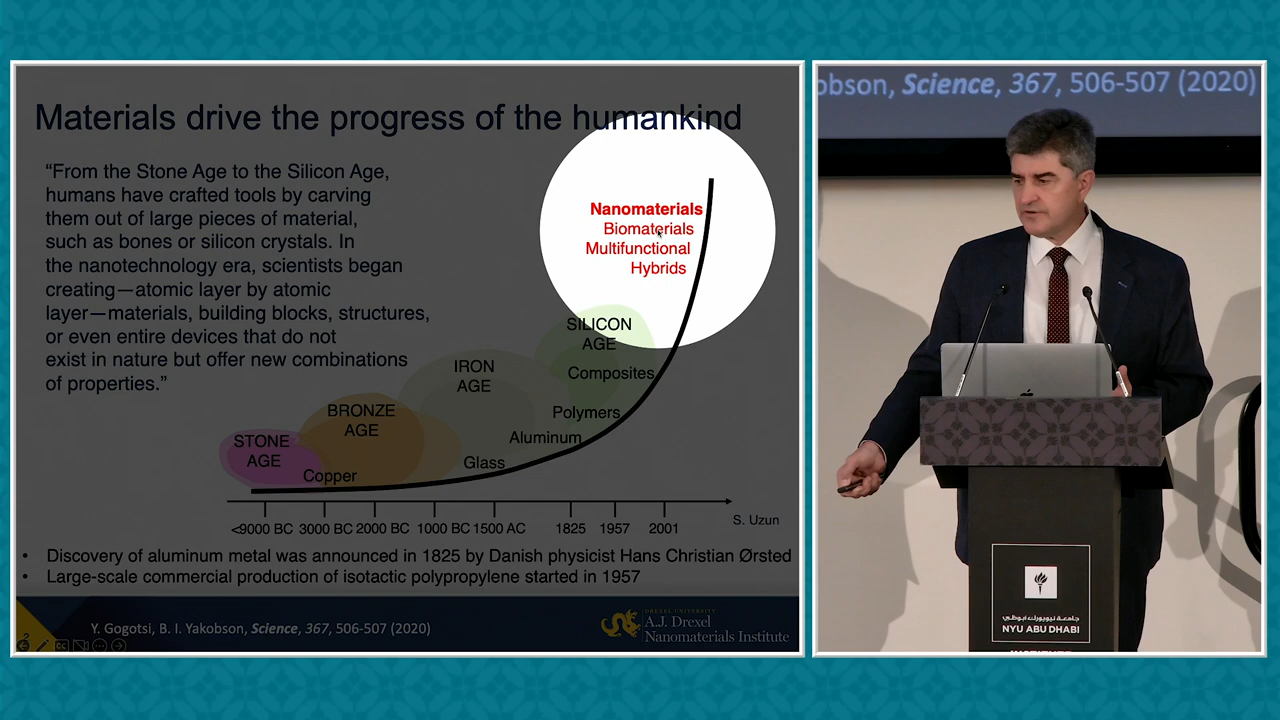 Materials drive the progress of the humankind
“From the Stone Age to the Silicon Age,
humans have crafted tools by carving
them out of large pieces of material,
such as bones or silicon crystals. In
the nanotechnology era, scientists began
creating—atomic layer by atomic
layer—materials, building blocks, structures,
or even entire devices that do not
exist in nature but offer new combinations
of properties.”
Nanomaterials
Biomaterials
Multifunctional
Hybrids
SILICON
AGE
Composites
IRON
AGE
Polymers
BRONZE
AGE
Aluminum
STONE
AGE
Glass
Copper
<9000 BC 3000 BC 2000 BC 1000 BC 1500 AC 1825 1957 2001
S. Uzun
• Discovery of aluminum metal was announced in 1825 by Danish physicist Hans Christian Ørsted
• Large-scale commercial production of isotactic polypropylene started in 1957
Y. Gogotsi, B. I. Yakobson, Science, 367, 506-507 (2020)
DREXEL UNIVERSITY
A.J. Drexel
Nanomaterials Institute
obson, Science, 367, 506-507 (2020)
جامعة نيويورك أبوظبي
NYU ABU DHABI